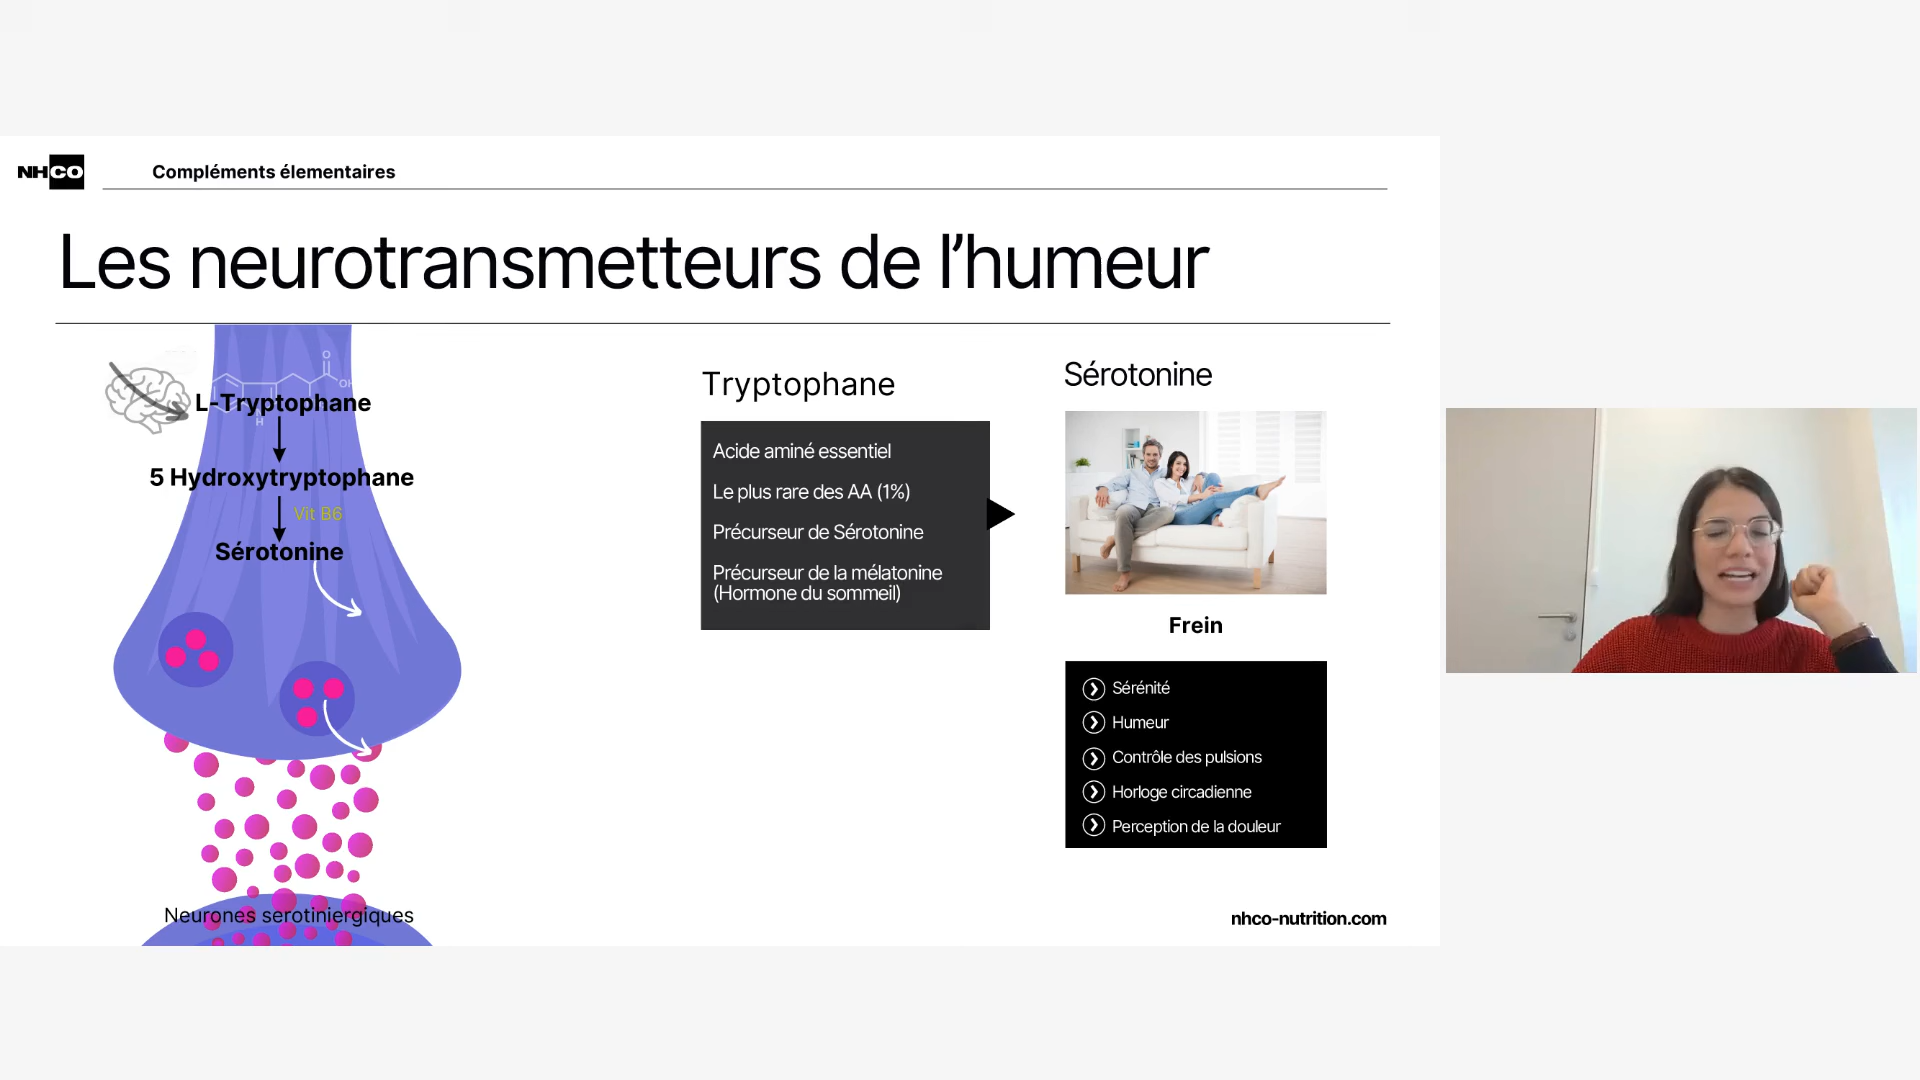 NHCO
Compléments élementaires
Les neurotransmetteurs de l’humeur
L-Tryptophane
5 Hydroxytryptophane
Vit B6
Sérotonine
Neurones serotiniergiques
O
OH
H
Tryptophane
Acide aminé essentiel
Le plus rare des AA (1%)
Précurseur de Sérotonine
Précurseur de la mélatonine
(Hormone du sommeil)
Sérotonine
Frein
Sérénité
Humeur
Contrôle des pulsions
Horloge circadienne
Perception de la douleur
nhco-nutrition.com